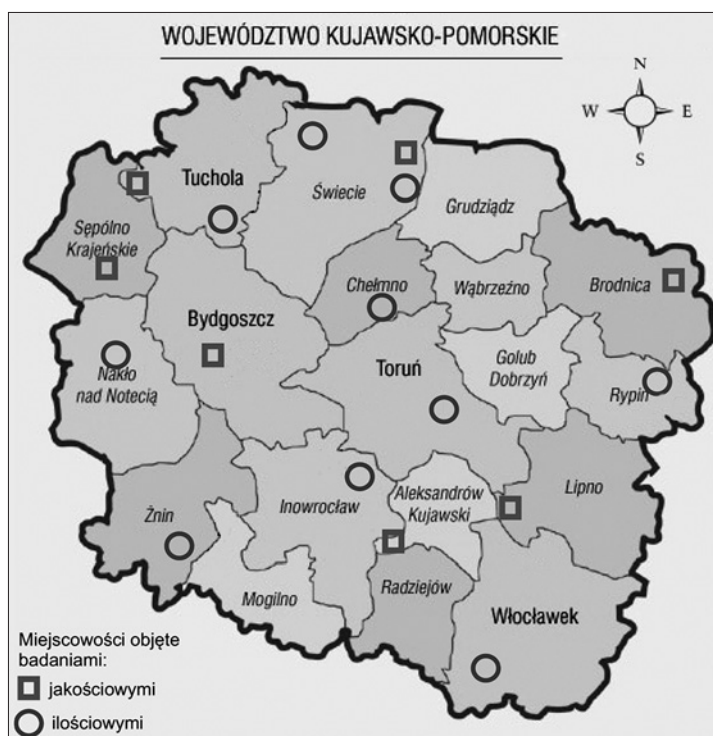 WOJEWÓDZTWO KUJAWSKO-POMORSKIE
N
W E
S
Tuchola
Świecie
Grudziądz
Sępólno
Krajeńskie
Chełmno
Wąbrzeźno
Brodnica
Bydgoszcz
Toruń
Golub
Dobrzyń
Nakło
nad Notecią
Rypin
Żnin
Inowrocław
Aleksandrów
Kujawski
Lipno
Mogilno
Radziejów
Włocławek
Miejscowości objęte
badaniami:
jakościowymi
ilościowymi